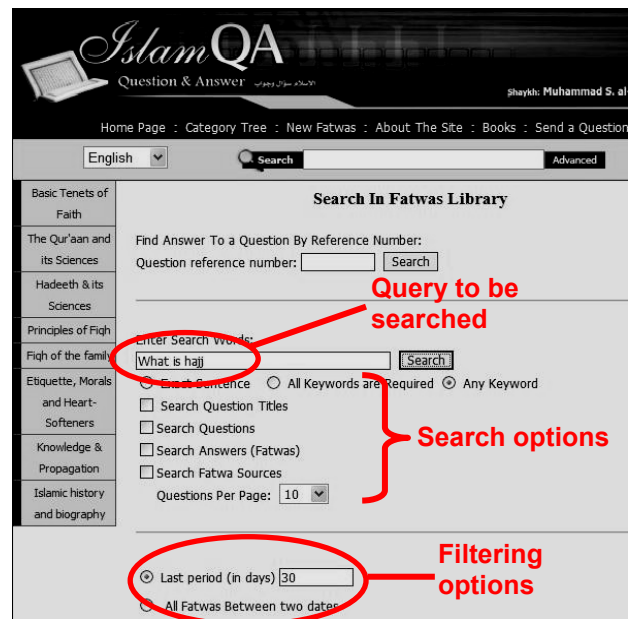 Islam QA
Question & Answer الاسلام سؤال وجواب
Shaykh: Muhammad S. al-
Home Page : Category Tree : New Fatwas : About The Site : Books : Send a Question
English Search Advanced
Basic Tenets of
Faith
The Qur'aan and
its Sciences
Hadeeth & its
Sciences
Principles of Fiqh
Fiqh of the family
Etiquette, Morals
and Heart-
Softeners
Knowledge &
Propagation
Islamic history
and biography
Search In Fatwas Library
Find Answer To a Question By Reference Number:
Question reference number: Search
Query to be
searched
Enter Search Words:
What is hajj Search
Exact Sentence All Keywords are Required Any Keyword
Search Question Titles
Search Questions
Search Answers (Fatwas)
Search Fatwa Sources
Questions Per Page: 10
Search options
Filtering
options
Last period (in days) 30
All Fatwas Between two dates